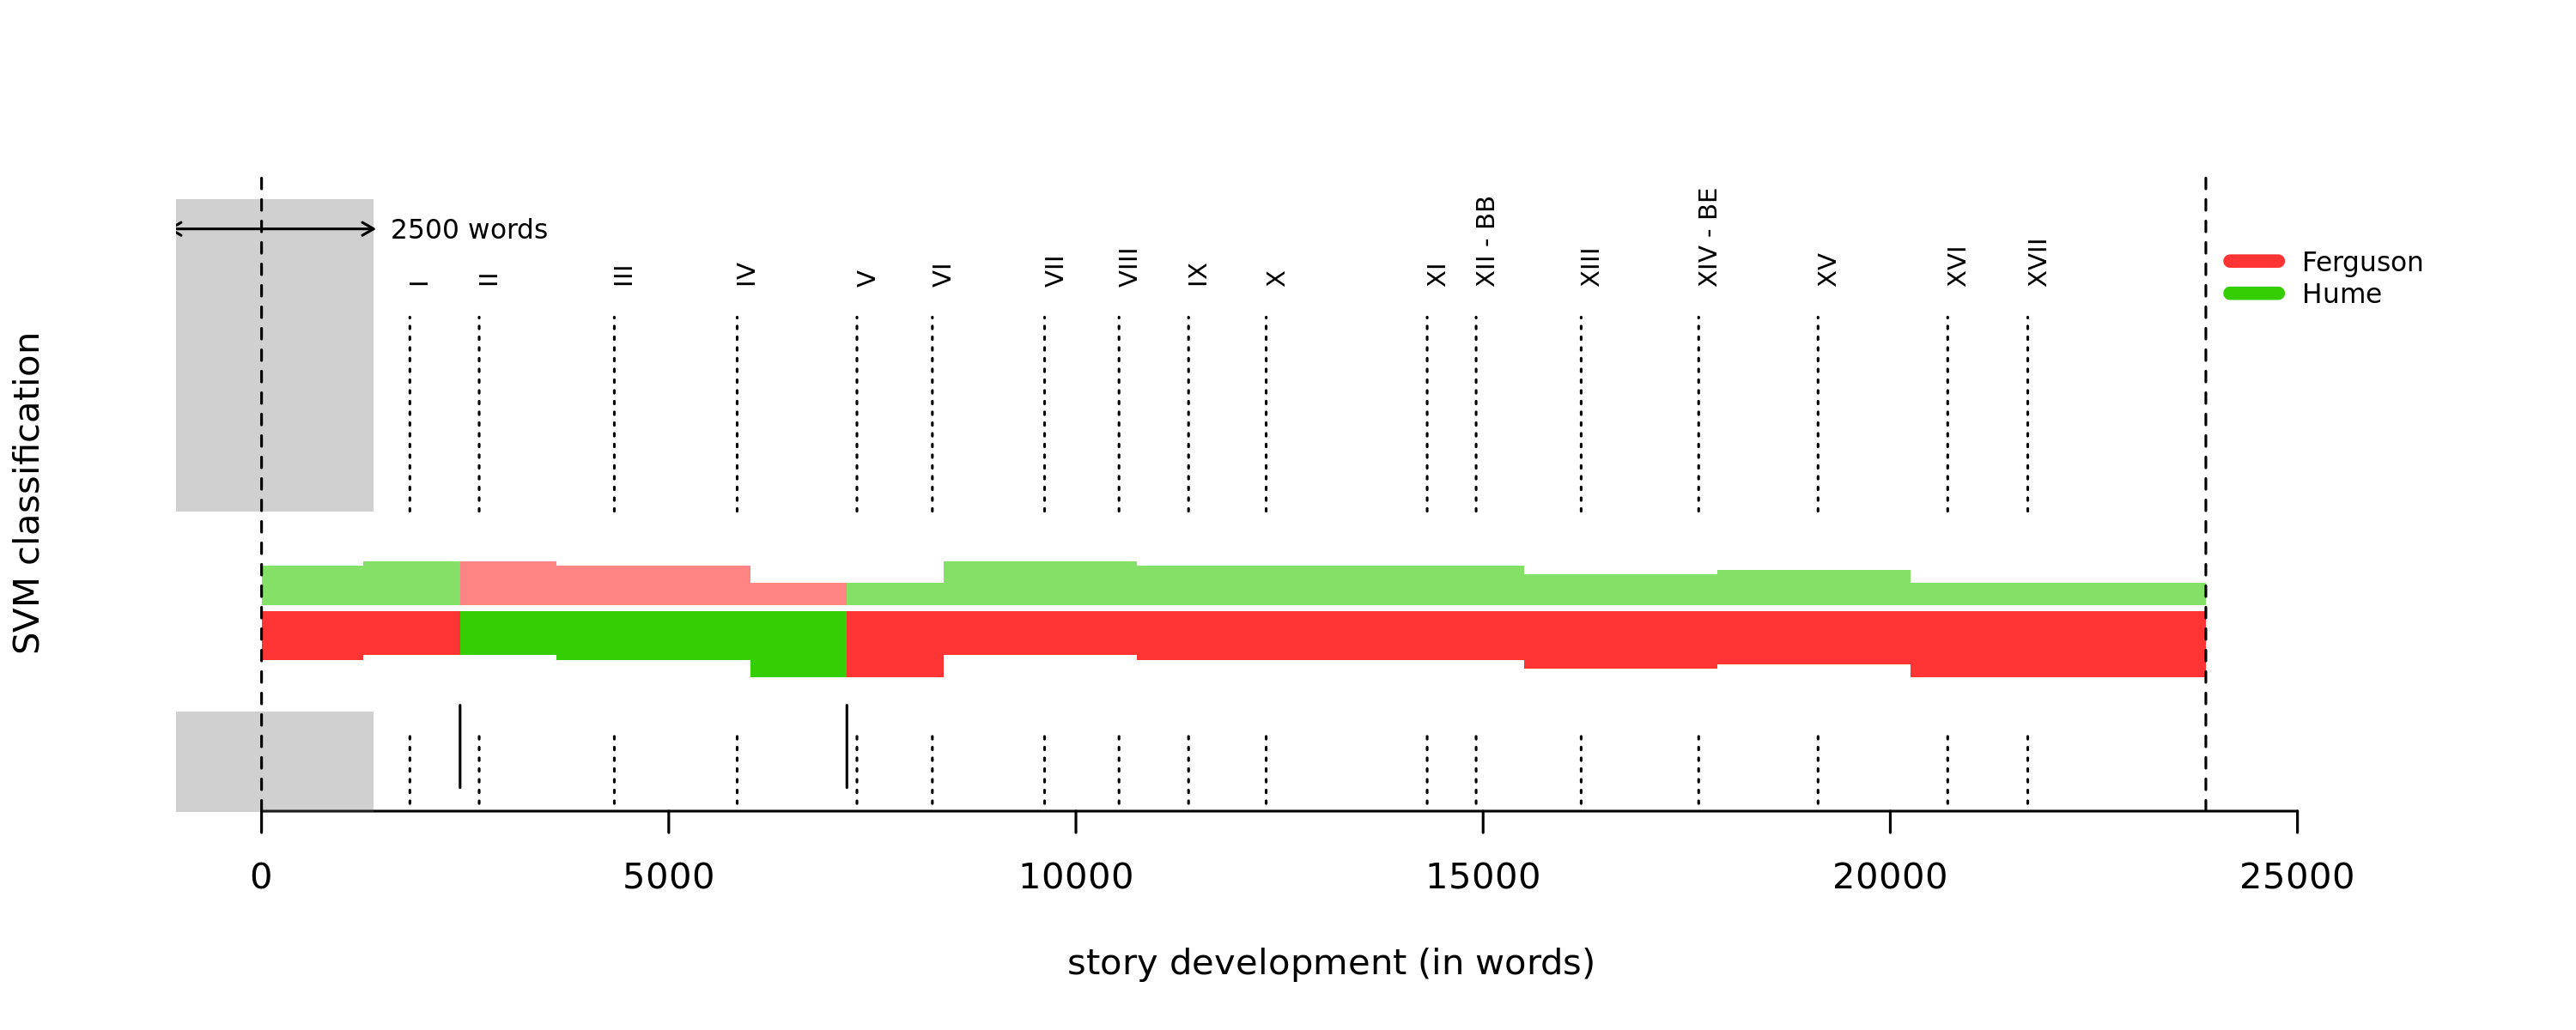 2500 words
I
II
III
IV
V
VI
VII
VIII
IX
X
XI
XII - BB
XIII
XIV - BE
XV
XVI
XVII
Ferguson
Hume
SVM classification
0
5000
10000
15000
20000
25000
story development (in words)